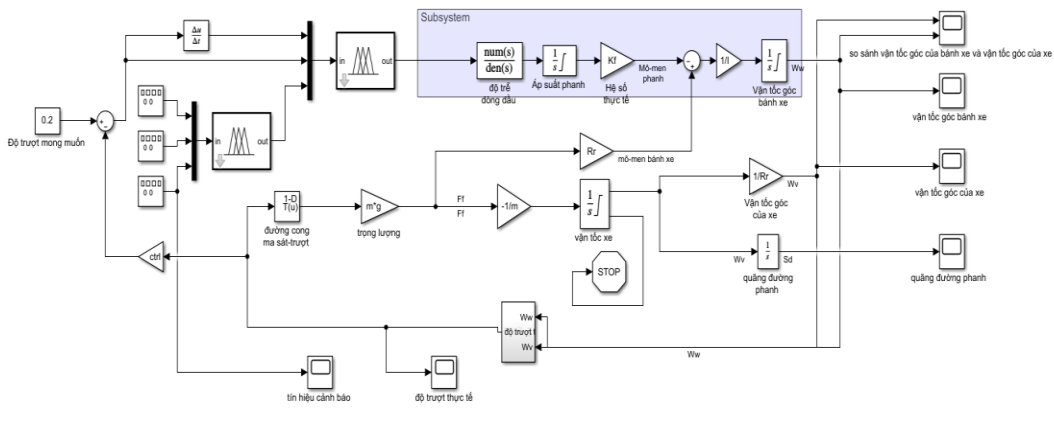 Subsystem
Δu
Δt
in
out
num(s)
den(s)
1
s
Kf
Mô-men
phanh
1/I
1
s
Ww
so sánh vận tốc góc của bánh xe và vận tốc góc của xe
độ trễ
dòng dầu
Áp suất phanh
Hệ số
thực tế
Vận tốc góc
bánh xe
0.2
Độ trượt mong muốn
0 0
0 0
0 0
in
out
vận tốc góc bánh xe
Rr
mô-men bánh xe
1-D
T(u)
đường cong
ma sát-trượt
m*g
trọng lượng
Ff
Ff
-1/m
1
s
vận tốc xe
1/Rr
Wv
Vận tốc góc
của xe
vận tốc góc của xe
ctrl
STOP
Wv
1
s
Sd
quãng đường
phanh
quãng đường phanh
Ww
độ trượt
Wv
Ww
tín hiệu cảnh báo
độ trượt thực tế